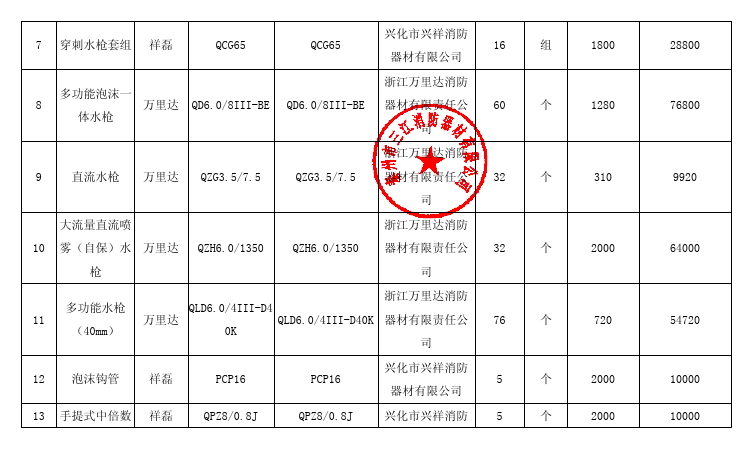 7 穿刺水枪套组 祥磊 QCG65 QCG65 兴化市兴祥消防器材有限公司 16 组 1800 28800
8 多功能泡沫一体水枪 万里达 QD6.0/8III-BE QD6.0/8III-BE 浙江万里达消防器材有限责任公司 60 个 1280 76800
9 直流水枪 万里达 QZG3.5/7.5 QZG3.5/7.5 浙江万里达消防器材有限责任公司 32 个 310 9920
10 大流量直流喷雾（自保）水枪 万里达 QZH6.0/1350 QZH6.0/1350 浙江万里达消防器材有限责任公司 32 个 2000 64000
11 多功能水枪（40mm） 万里达 QLD6.0/4III-D40K QLD6.0/4III-D40K 浙江万里达消防器材有限责任公司 76 个 720 54720
12 泡沫钩管 祥磊 PCP16 PCP16 兴化市兴祥消防器材有限公司 5 个 2000 10000
13 手提式中倍数 祥磊 QPZ8/0.8J QPZ8/0.8J 兴化市兴祥消防 5 个 2000 10000
州市三江消防器材有限公司